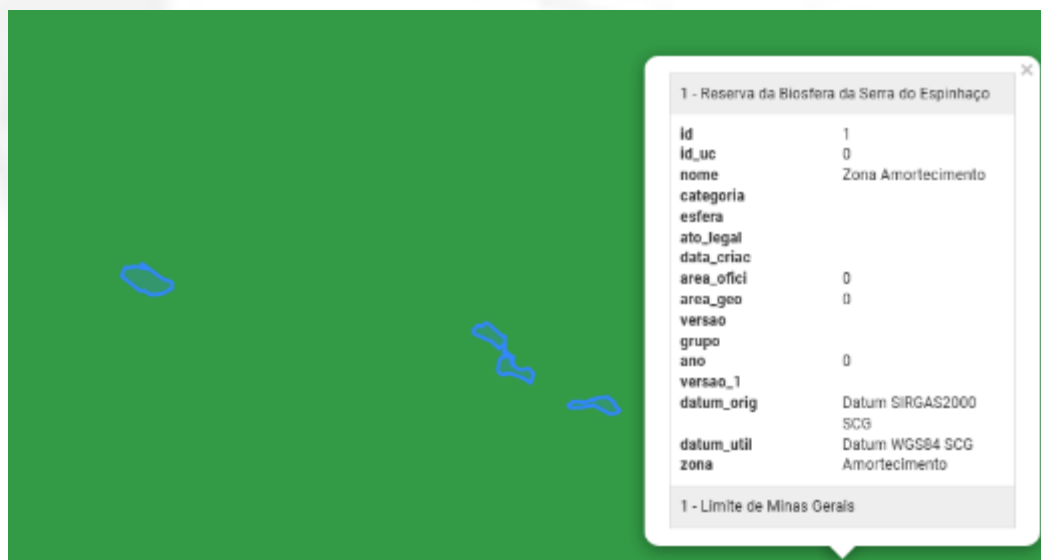 ×
1 - Reserva da Biosfera da Serra do Espinhaço
id 1
id_uc 0
nome Zona Amortecimento
categoria
esfera
ato_legal
data_criac
area_ofici 0
area_geo 0
versao
grupo
ano 0
versao_1
datum_orig Datum SIRGAS2000
SCG
datum_util Datum WGS84 SCG
zona Amortecimento
1 - Limite de Minas Gerais